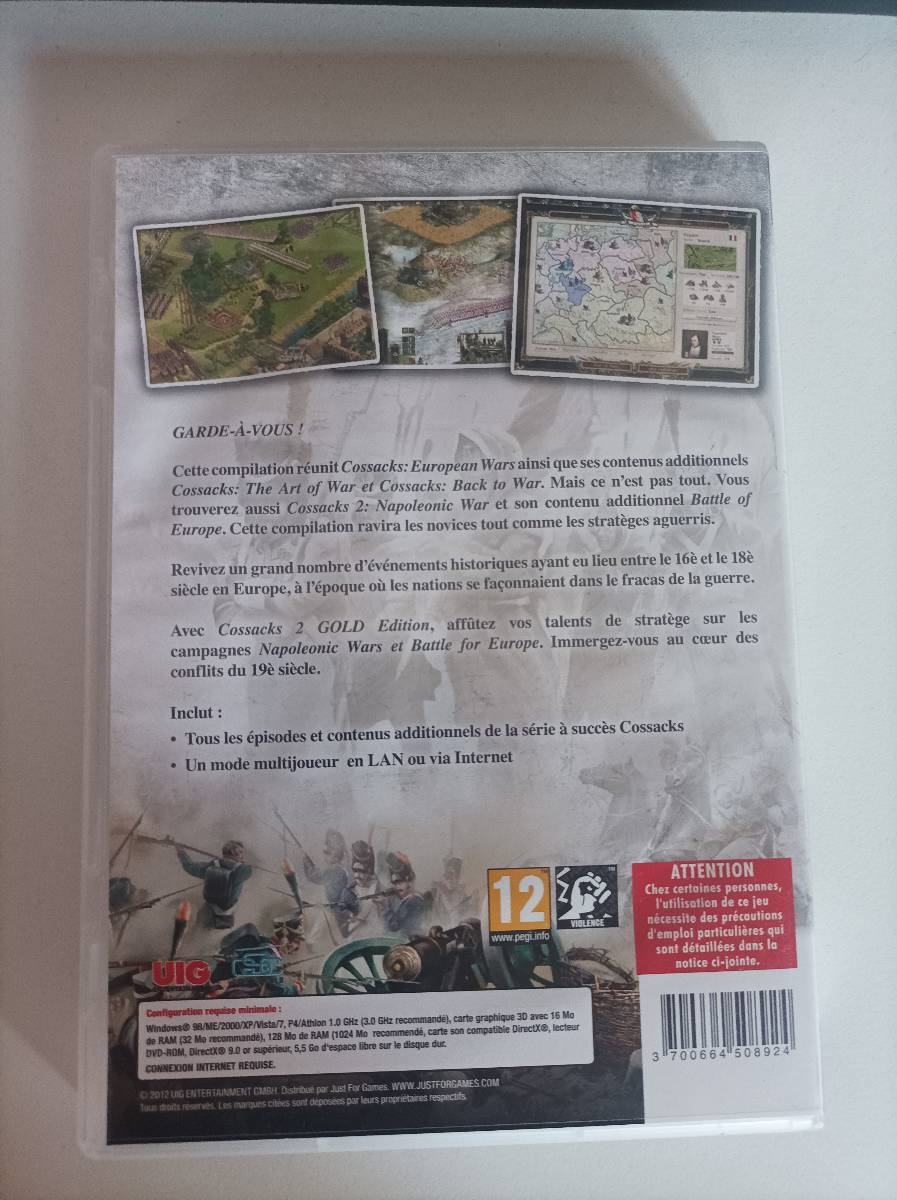 GARDE-À-VOUS !
Cette compilation réunit Cossacks: European Wars ainsi que ses contenus additionnels
Cossacks: The Art of War et Cossacks: Back to War. Mais ce n'est pas tout. Vous
trouverez aussi Cossacks 2: Napoleonic War et son contenu additionnel Battle of
Europe. Cette compilation ravira les novices tout comme les stratèges aguerris.
Revivez un grand nombre d'événements historiques ayant eu lieu entre le 16è et le 18è
siècle en Europe, à l'époque où les nations se façonnaient dans le fracas de la guerre.
Avec Cossacks 2 GOLD Edition, affûtez vos talents de stratège sur les
campagnes Napoleonic Wars et Battle for Europe. Immergez-vous au cœur des
conflits du 19è siècle.
Inclut :
• Tous les épisodes et contenus additionnels de la série à succès Cossacks
• Un mode multijoueur en LAN ou via Internet
12
www.pegi.info
VIOLENCE
ATTENTION
Chez certaines personnes,
l'utilisation de ce jeu
nécessite des précautions
d'emploi particulières qui
sont détaillées dans la
notice ci-jointe.
UIG
Configuration requise minimale :
Windows® 98/ME/2000/XP/Vista/7, P4/Athlon 1.0 GHz (3.0 GHz recommandé), carte graphique 3D avec 16 Mo
de RAM (32 Mo recommandé), 128 Mo de RAM (1024 Mo recommendé, carte son compatible DirectX®, lecteur
DVD-ROM, DirectX® 9.0 or supérieur, 5,5 Go d'espace libre sur le disque dur.
CONNEXION INTERNET REQUISE.
3 700664 508924
© 2012 UIG ENTERTAINMENT GMBH. Distribué par Just For Games. WWW.JUSTFORGAMES.COM
Tous droits réservés. Les marques citées sont déposées par leurs propriétaires respectifs.